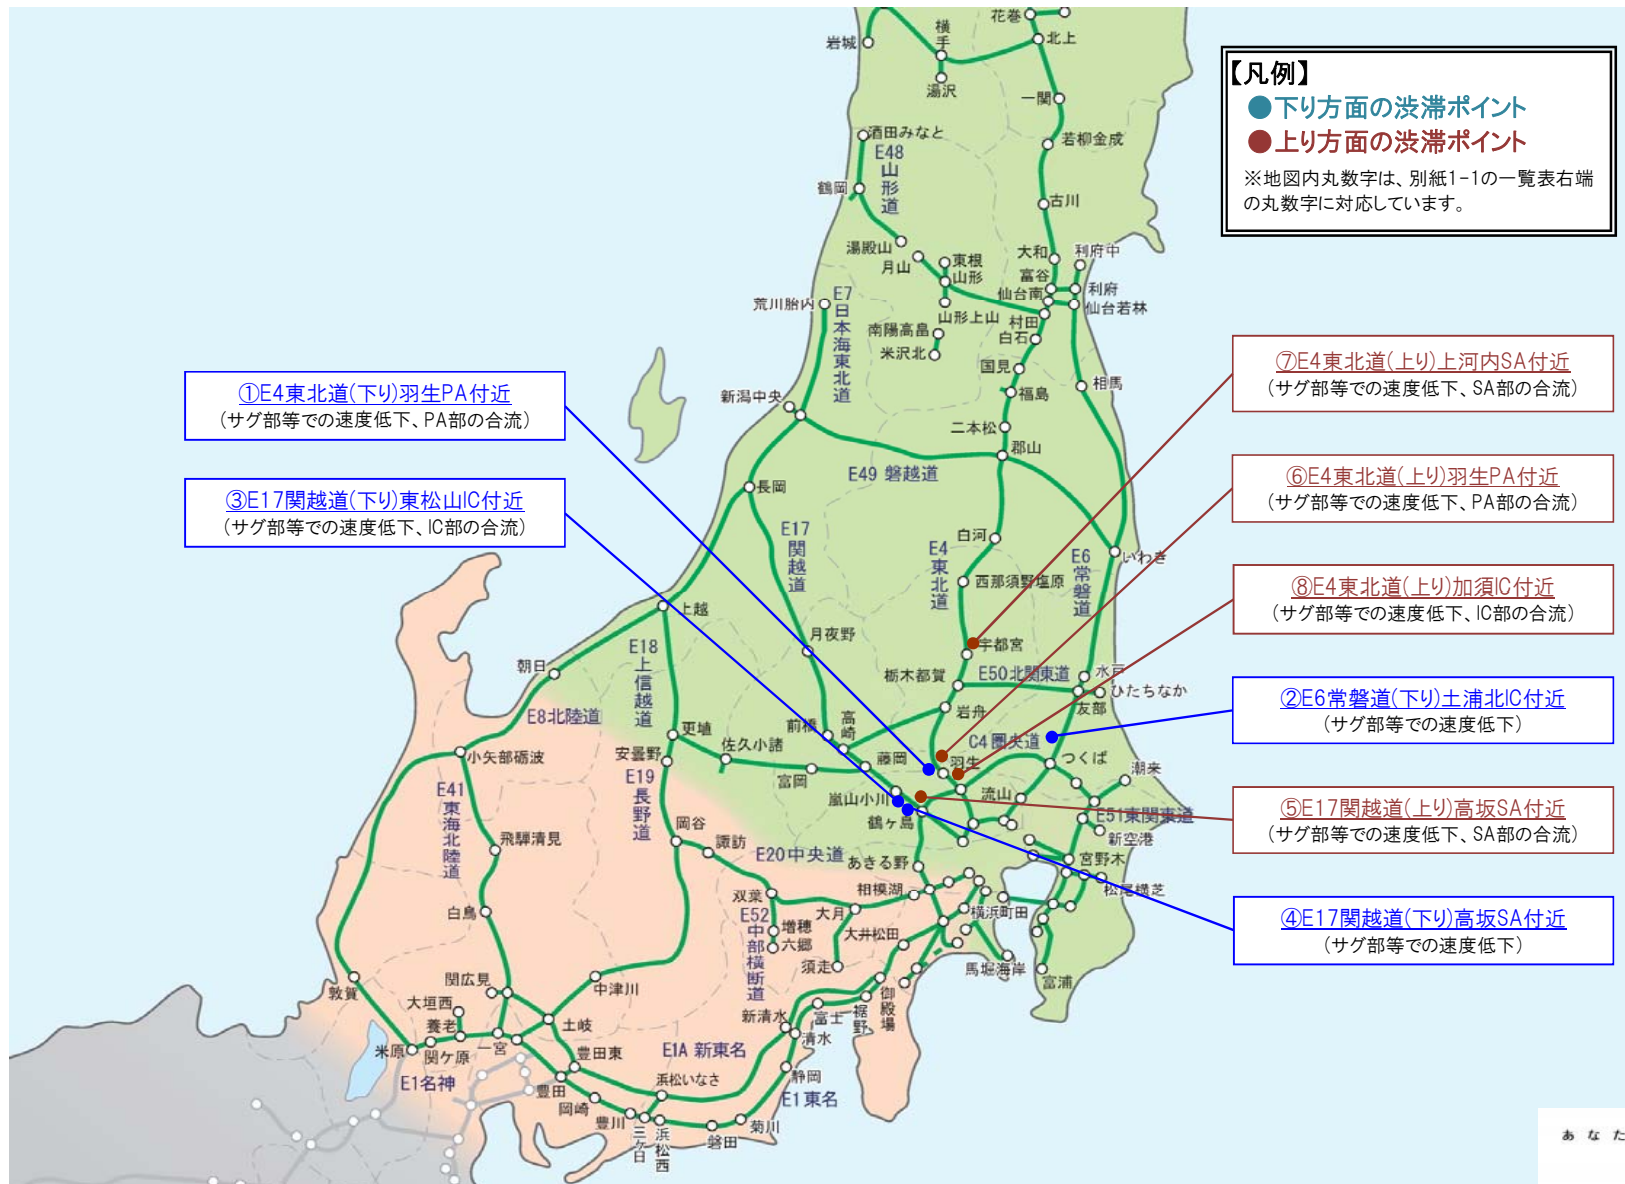 【凡例】
●下り方面の渋滞ポイント
●上り方面の渋滞ポイント
※地図内丸数字は、別紙1-1の一覧表右端
の丸数字に対応しています。
①E4東北道(下り)羽生PA付近
(サグ部等での速度低下、PA部の合流)
③E17関越道(下り)東松山IC付近
(サグ部等での速度低下、IC部の合流)
⑦E4東北道(上り)上河内SA付近
(サグ部等での速度低下、SA部の合流)
⑥E4東北道(上り)羽生PA付近
(サグ部等での速度低下、PA部の合流)
⑧E4東北道(上り)加須IC付近
(サグ部等での速度低下、IC部の合流)
②E6常磐道(下り)土浦北IC付近
(サグ部等での速度低下)
⑤E17関越道(上り)高坂SA付近
(サグ部等での速度低下、SA部の合流)
④E17関越道(下り)高坂SA付近
(サグ部等での速度低下)
花巻
横手
岩城
北上
湯沢
一関
酒田みなと
若柳金成
E48山形道
鶴岡
古川
湯殿山
月山
東根
山形
大和
利府中
富谷
仙台南
利府
仙台若林
荒川胎内
E7日本海東北道
山形上山
村田
南陽高畠
白石
米沢北
国見
相馬
新潟中央
福島
二本松
郡山
E49 磐越道
長岡
E17関越道
白河
E4東北道
E6常磐道
いわき
西那須野塩原
上越
月夜野
宇都宮
E18上信越道
朝日
栃木都賀
E50北関東道
水戸
ひたちなか
友部
岩舟
E8北陸道
前橋
高崎
更埴
佐久小諸
C4圏央道
安曇野
藤岡
羽生
つくば
小矢部砺波
富岡
潮来
E19長野道
E41東海北陸道
嵐山小川
流山
鶴ヶ島
E51東関東道
新空港
岡谷
諏訪
飛騨清見
E20中央道
あきる野
宮野木
双葉
相模湖
松尾横芝
白鳥
E52中部横断道
増穂
大月
横浜町田
六郷
大井松田
須走
馬堀海岸
富浦
関広見
敦賀
中津川
大垣西
御殿場
裾野
富士
新清水
養老
土岐
清水
米原
関ケ原
一宮
E1A 新東名
豊田東
静岡
E1名神
豊田
浜松いなさ
E1東名
岡崎
豊川
三ケ日
浜松西
磐田
菊川
あ な た